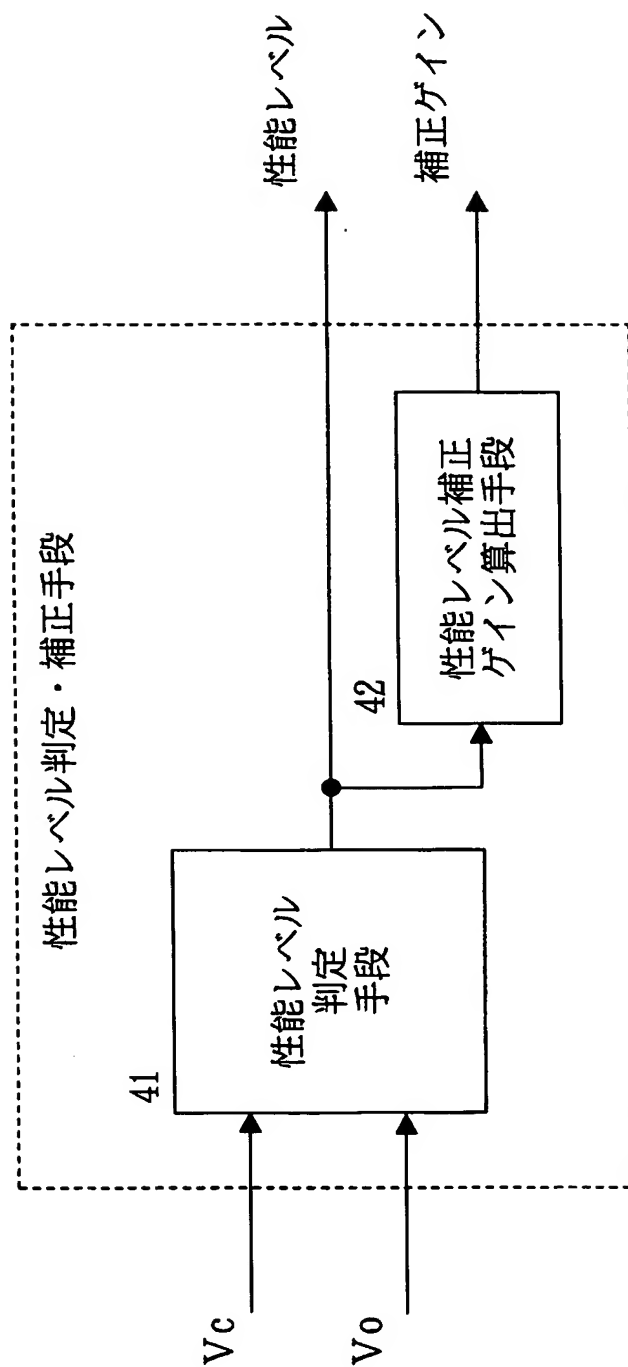 性能レベル判定・補正手段
41
Vc
Vo
性能レベル
判定
手段
42
性能レベル補正
ゲイン算出手段
性能レベル
補正ゲイン